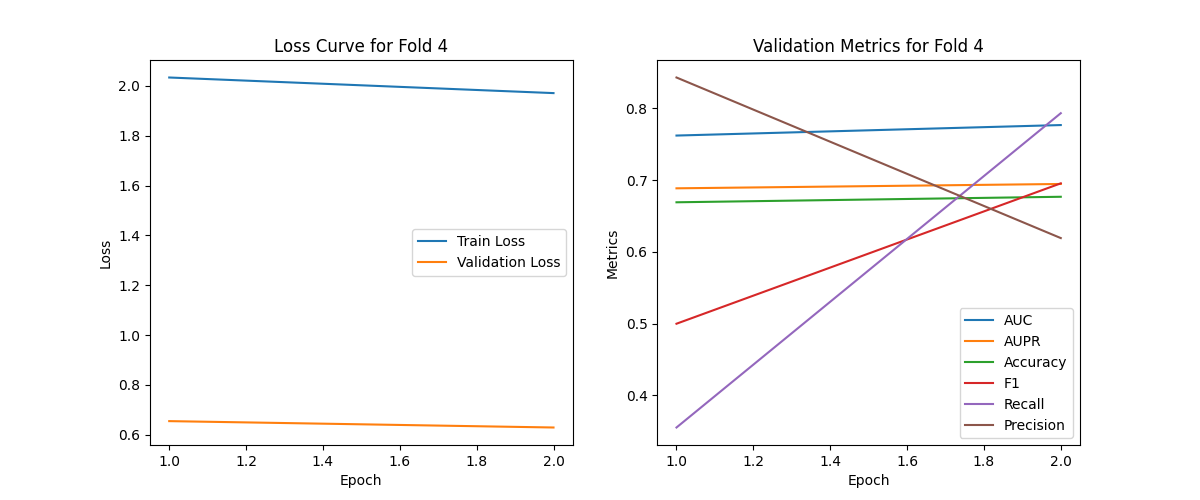 Loss Curve for Fold 4
Loss
2.0
1.8
1.6
1.4
1.2
1.0
0.8
0.6
Train Loss
Validation Loss
1.0 1.2 1.4 1.6 1.8 2.0
Epoch
Validation Metrics for Fold 4
Metrics
0.8
0.7
0.6
0.5
0.4
AUC
AUPR
Accuracy
F1
Recall
Precision
1.0 1.2 1.4 1.6 1.8 2.0
Epoch